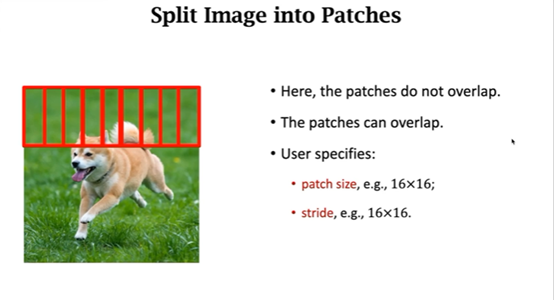 Split Image into Patches
• Here, the patches do not overlap.
• The patches can overlap.
• User specifies:
• patch size, e.g., 16×16;
• stride, e.g., 16×16.